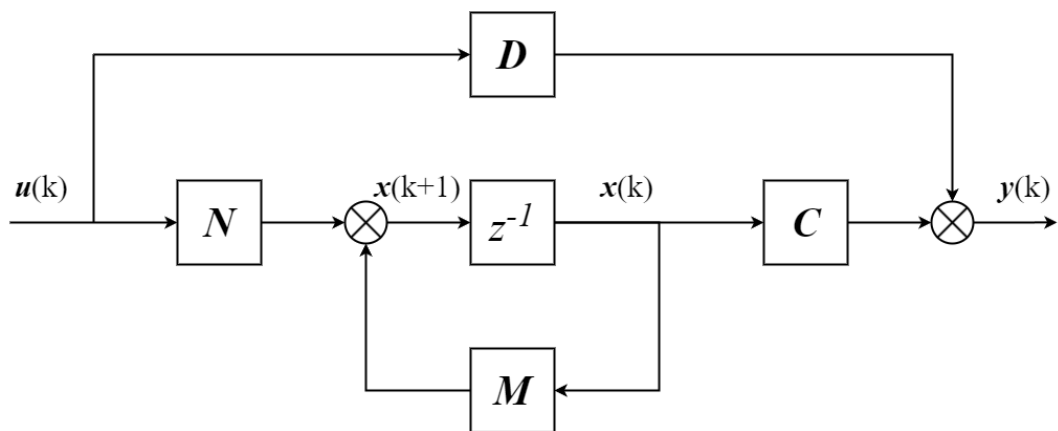 D
u(k)
N
x(k+1)
z⁻¹
x(k)
C
y(k)
M